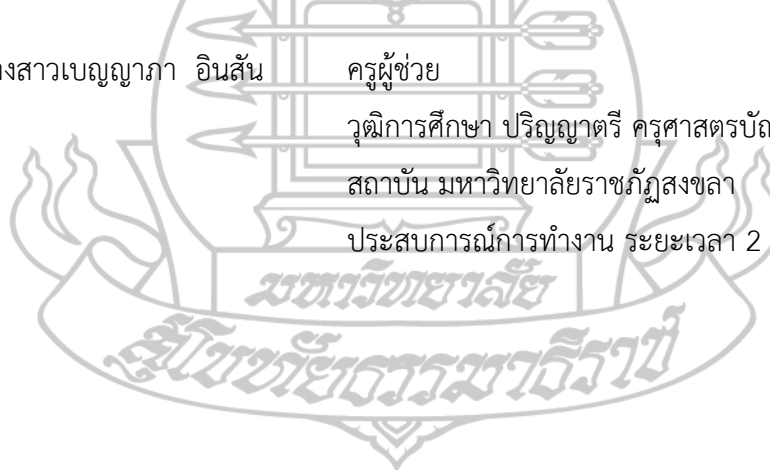 งสาวเบญญาภา อินสัน ครูผู้ช่วย
วุฒิการศึกษา ปริญญาตรี ครุศาสตรบัณ
สถาบัน มหาวิทยาลัยราชภัฏสงขลา
ประสบการณ์การทำงาน ระยะเวลา 2
มหาวิทยาลัย
สุโขทัยธรรมาธิราช